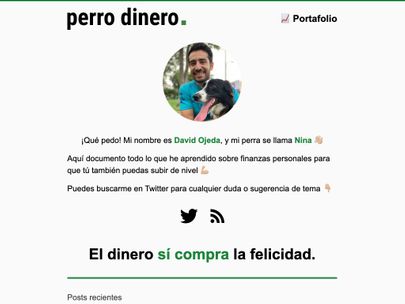 perro dinero.
📈 Portafolio
¡Qué pedo! Mi nombre es David Ojeda, y mi perra se llama Nina 👋🏼
Aquí documento todo lo que he aprendido sobre finanzas personales para
que tú también puedas subir de nivel 💪🏼
Puedes buscarme en Twitter para cualquier duda o sugerencia de tema 👇🏼
El dinero sí compra la felicidad.
Posts recientes